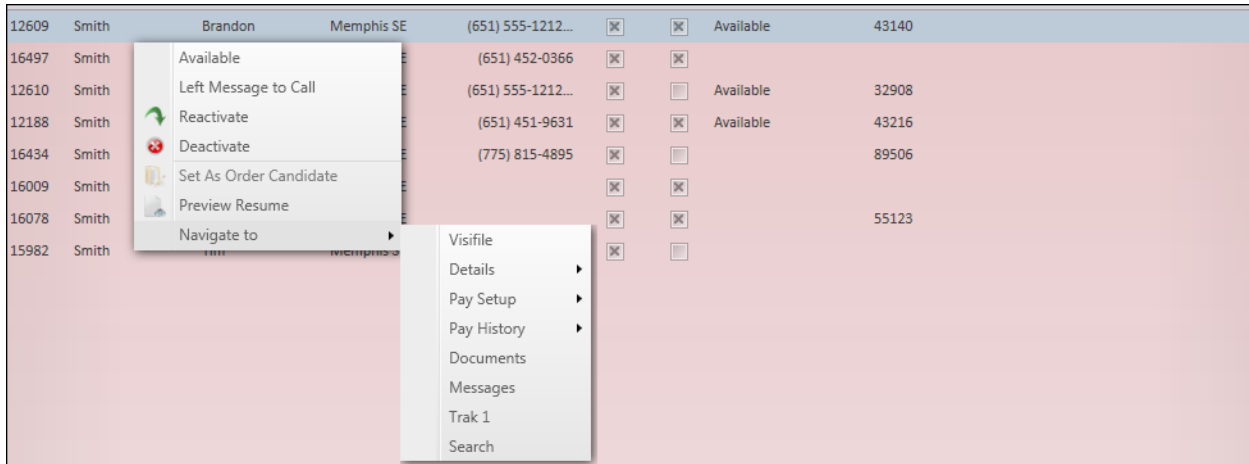 12609 Smith Brandon Memphis SE (651) 555-1212... Available 43140
16497 Smith E (651) 452-0366
12610 Smith E (651) 555-1212... Available 32908
12188 Smith E (651) 451-9631 Available 43216
16434 Smith E (775) 815-4895 89506
16009 Smith E
16078 Smith E 55123
15982 Smith Tim Memphis S
Available
Left Message to Call
Reactivate
Deactivate
Set As Order Candidate
Preview Resume
Navigate to
Visifile
Details
Pay Setup
Pay History
Documents
Messages
Trak 1
Search